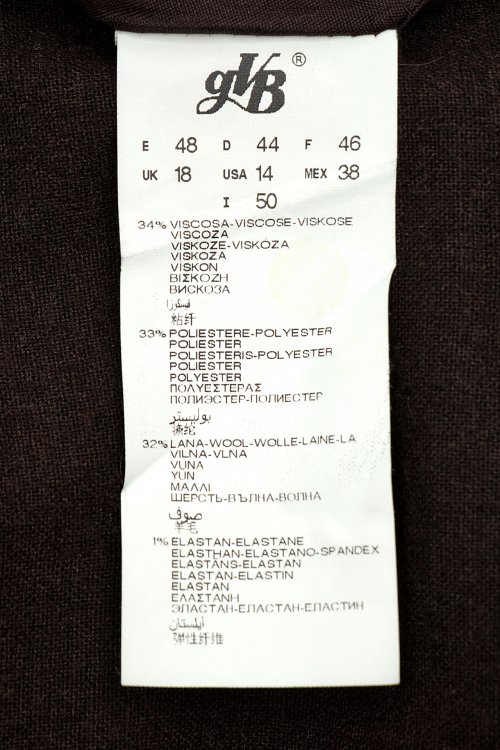 gVB®
E 48 D 44 F 46
UK 18 USA 14 MEX 38
I 50
34% VISCOSA-VISCOSE-VISKOSE
VISCOZA
VISKOZE-VISKÓZA
VISKOZA
VISKON
ΒΙΣΚΟΖΗ
ВИСКОЗА
فيسكوزا
粘纤
33% POLIESTERE-POLYESTER
POLIESTER
POLIESTERIS-POLYESTER
POLIESTER
POLYESTER
ΠΟΛΥΕΣΤΕΡΑΣ
ПОЛИЭСТЕР-ПОЛИЕСТЕР
بوليستر
涤纶
32% LANA-WOOL-WOLLE-LAINE-LA
VILNA-VLNA
VUNA
YUN
ΜΑΛΛΙ
ШЕРСТЬ-ВЪЛНА-ВОЛНА
صوف
羊毛
1% ELASTAN-ELASTANE
ELASTHAN-ELASTANO-SPANDEX
ELASTĀNS-ELASTAN
ELASTAN-ELASTIN
ELASTAN
ΕΛΑΣΤΑΝΗ
ЭЛАСТАН-ЕЛАСТАН-ЕЛАСТИН
أيلستان
弹性纤维